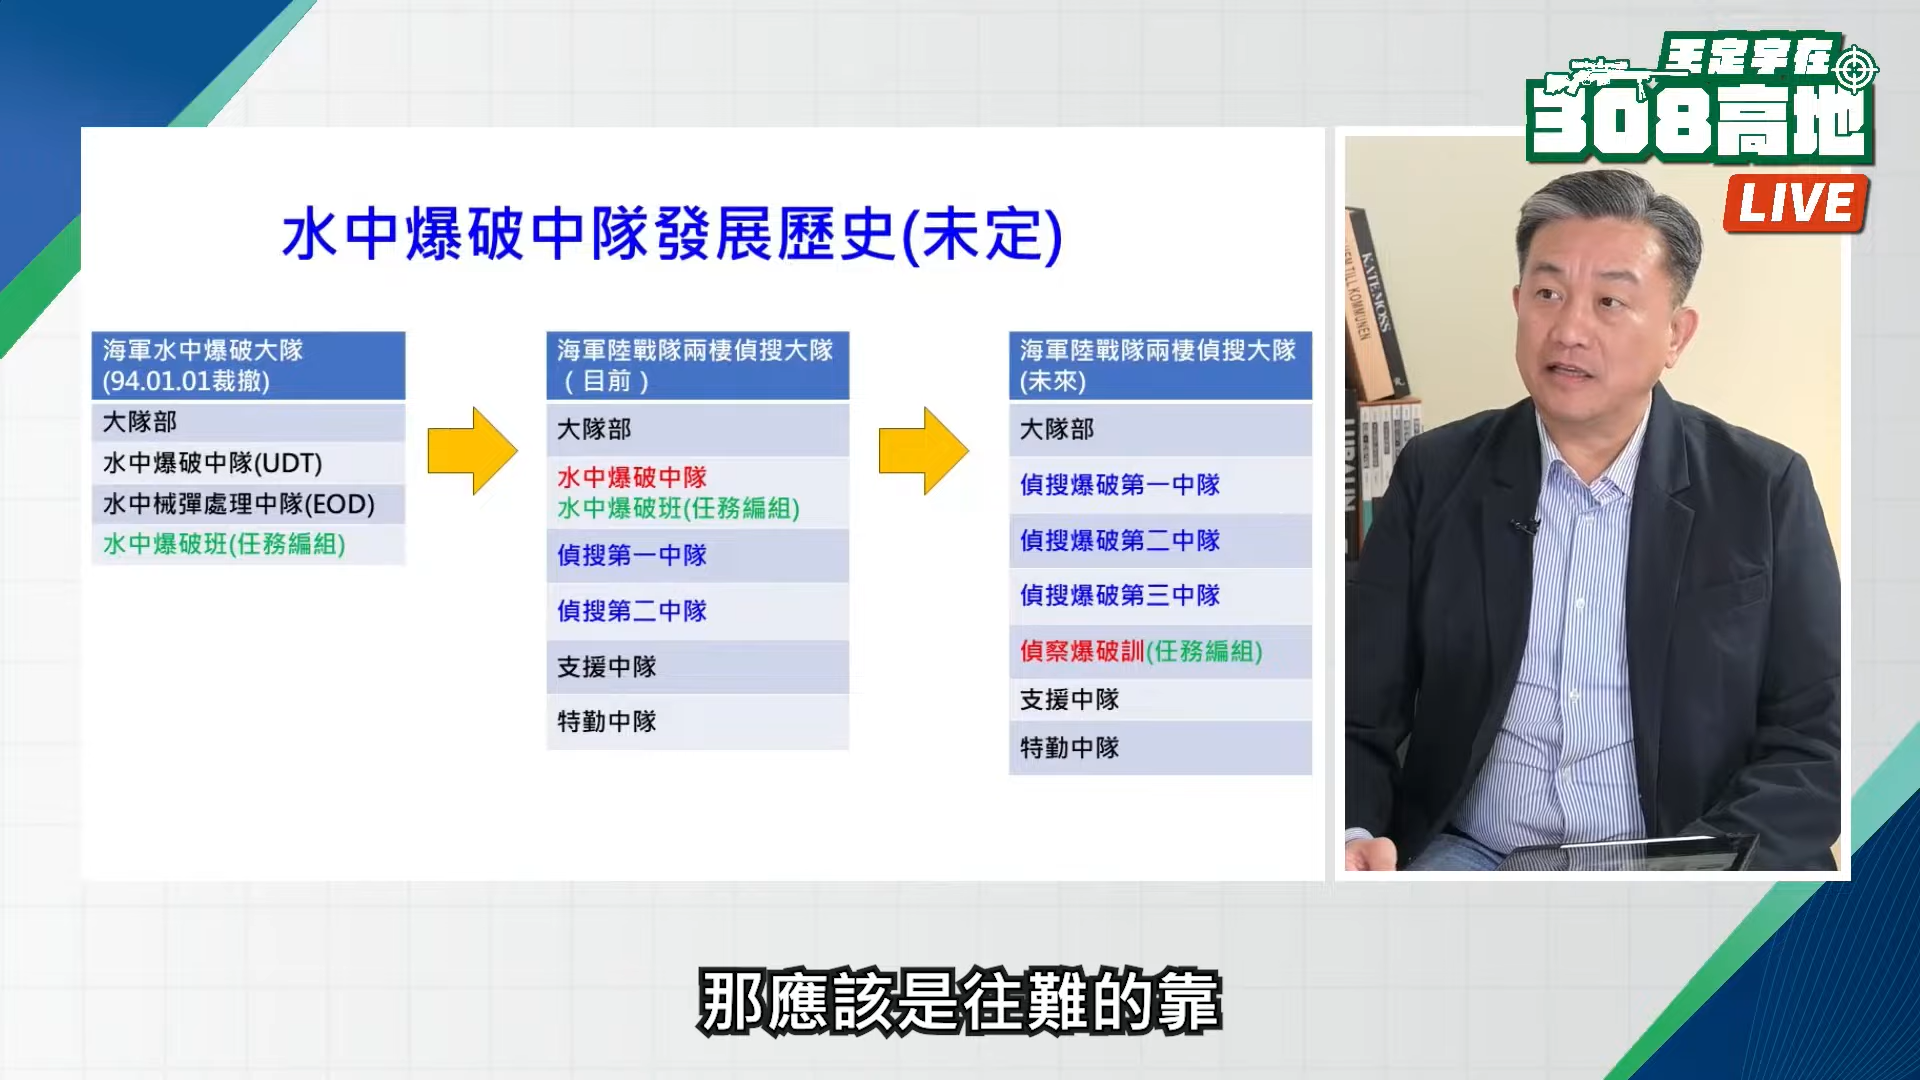 王定宇在
308高地
LIVE
水中爆破中隊發展歷史(未定)
海軍水中爆破大隊
(94.01.01裁撤)
大隊部
水中爆破中隊(UDT)
水中械彈處理中隊(EOD)
水中爆破班(任務編組)
海軍陸戰隊兩棲偵搜大隊
（目前）
大隊部
水中爆破中隊
水中爆破班(任務編組)
偵搜第一中隊
偵搜第二中隊
支援中隊
特勤中隊
海軍陸戰隊兩棲偵搜大隊
(未來)
大隊部
偵搜爆破第一中隊
偵搜爆破第二中隊
偵搜爆破第三中隊
偵察爆破訓(任務編組)
支援中隊
特勤中隊
KATE MOSS
TILL KOMMUNEN
那應該是往難的靠